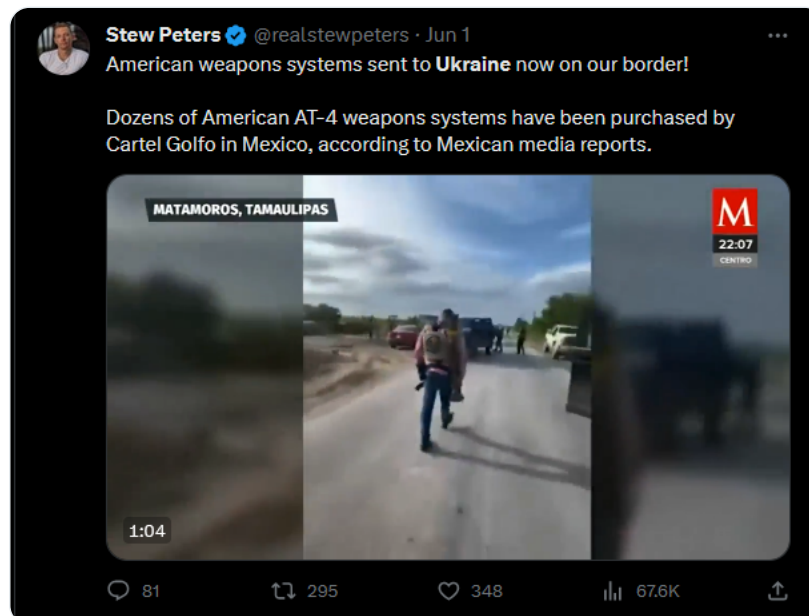 Stew Peters @realstewpeters · Jun 1
American weapons systems sent to Ukraine now on our border!
Dozens of American AT-4 weapons systems have been purchased by
Cartel Golfo in Mexico, according to Mexican media reports.
MATAMOROS, TAMAULIPAS
M
22:07
CENTRO
1:04
81 295 348 67.6K